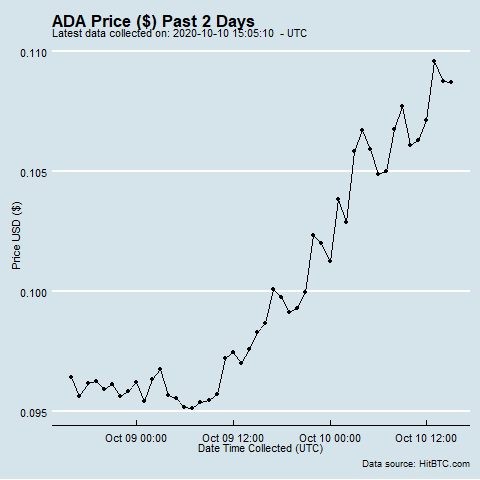 ADA Price ($) Past 2 Days
Latest data collected on: 2020-10-10 15:05:10 - UTC
0.110
0.105
0.100
0.095
Price USD ($)
Oct 09 00:00 Oct 09 12:00 Oct 10 00:00 Oct 10 12:00
Date Time Collected (UTC)
Data source: HitBTC.com